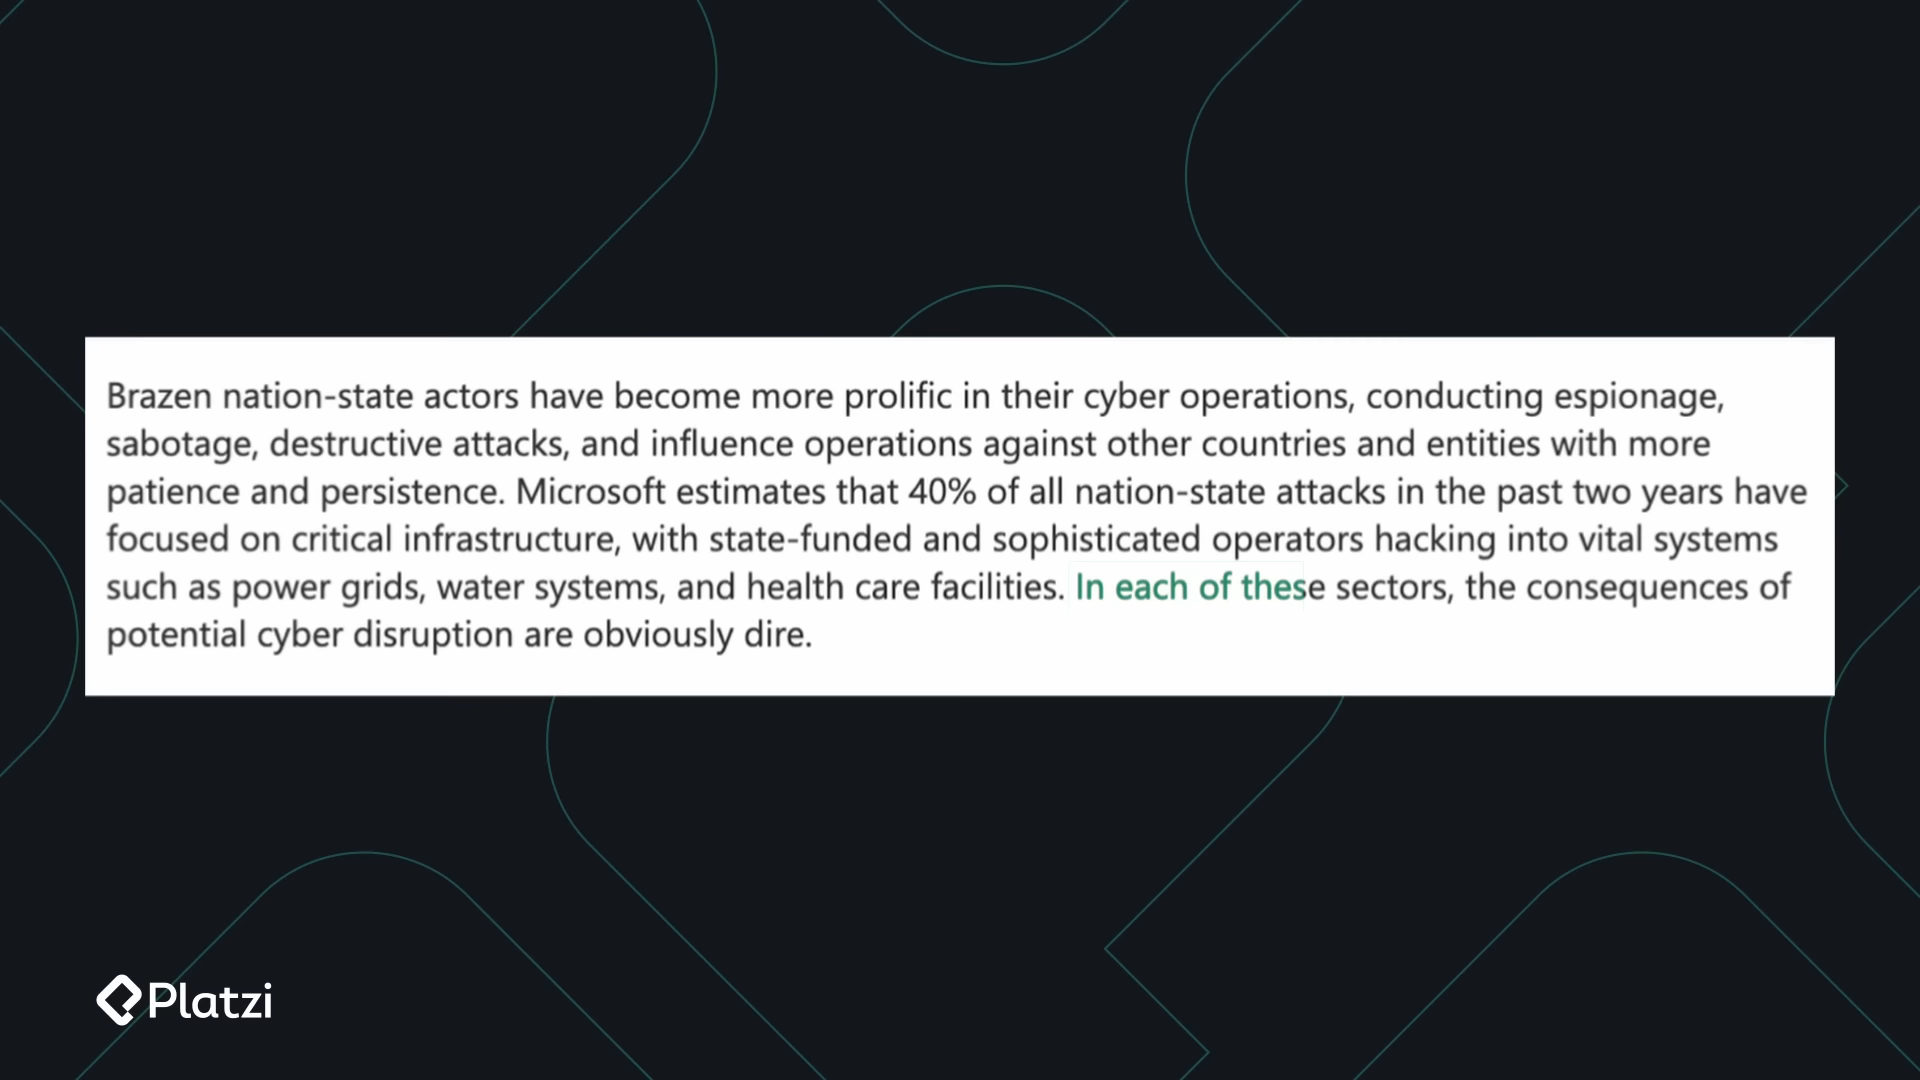 Brazen nation-state actors have become more prolific in their cyber operations, conducting espionage,
sabotage, destructive attacks, and influence operations against other countries and entities with more
patience and persistence. Microsoft estimates that 40% of all nation-state attacks in the past two years have
focused on critical infrastructure, with state-funded and sophisticated operators hacking into vital systems
such as power grids, water systems, and health care facilities. In each of these sectors, the consequences of
potential cyber disruption are obviously dire.
Platzi